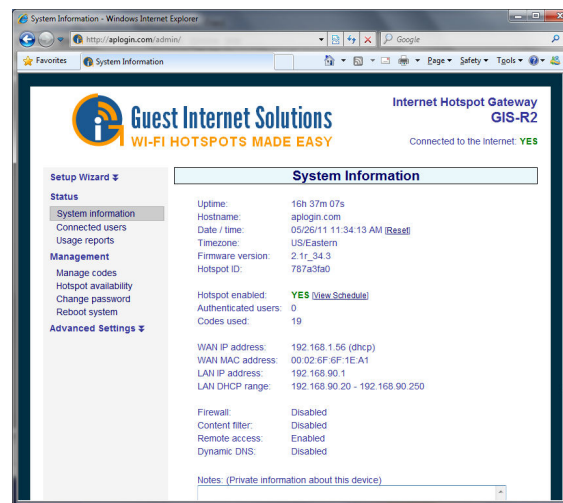 System Information - Windows Internet Explorer
http://aplogin.com/admin/
Google
Favorites
System Information
Page
Safety
Tools
Guest Internet Solutions
WI-FI HOTSPOTS MADE EASY
Internet Hotspot Gateway
GIS-R2
Connected to the Internet: YES
Setup Wizard
Status
System information
Connected users
Usage reports
Management
Manage codes
Hotspot availability
Change password
Reboot system
Advanced Settings
System Information
Uptime: 16h 37m 07s
Hostname: aplogin.com
Date / time: 05/26/11 11:34:13 AM [Reset]
Timezone: US/Eastern
Firmware version: 2.1r_34.3
Hotspot ID: 787a3fa0
Hotspot enabled: YES [View Schedule]
Authenticated users: 0
Codes used: 19
WAN IP address: 192.168.1.56 (dhcp)
WAN MAC address: 00:02:6F:6F:1E:A1
LAN IP address: 192.168.90.1
LAN DHCP range: 192.168.90.20 - 192.168.90.250
Firewall: Disabled
Content filter: Disabled
Remote access: Enabled
Dynamic DNS: Disabled
Notes: (Private information about this device)